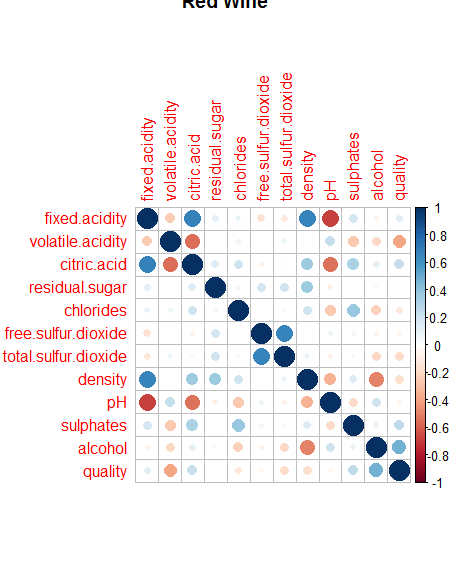 Red Wine
fixed.acidity
volatile.acidity
citric.acid
residual.sugar
chlorides
free.sulfur.dioxide
total.sulfur.dioxide
density
pH
sulphates
alcohol
quality
fixed.acidity
volatile.acidity
citric.acid
residual.sugar
chlorides
free.sulfur.dioxide
total.sulfur.dioxide
density
pH
sulphates
alcohol
quality
1
0.8
0.6
0.4
0.2
0
-0.2
-0.4
-0.6
-0.8
-1